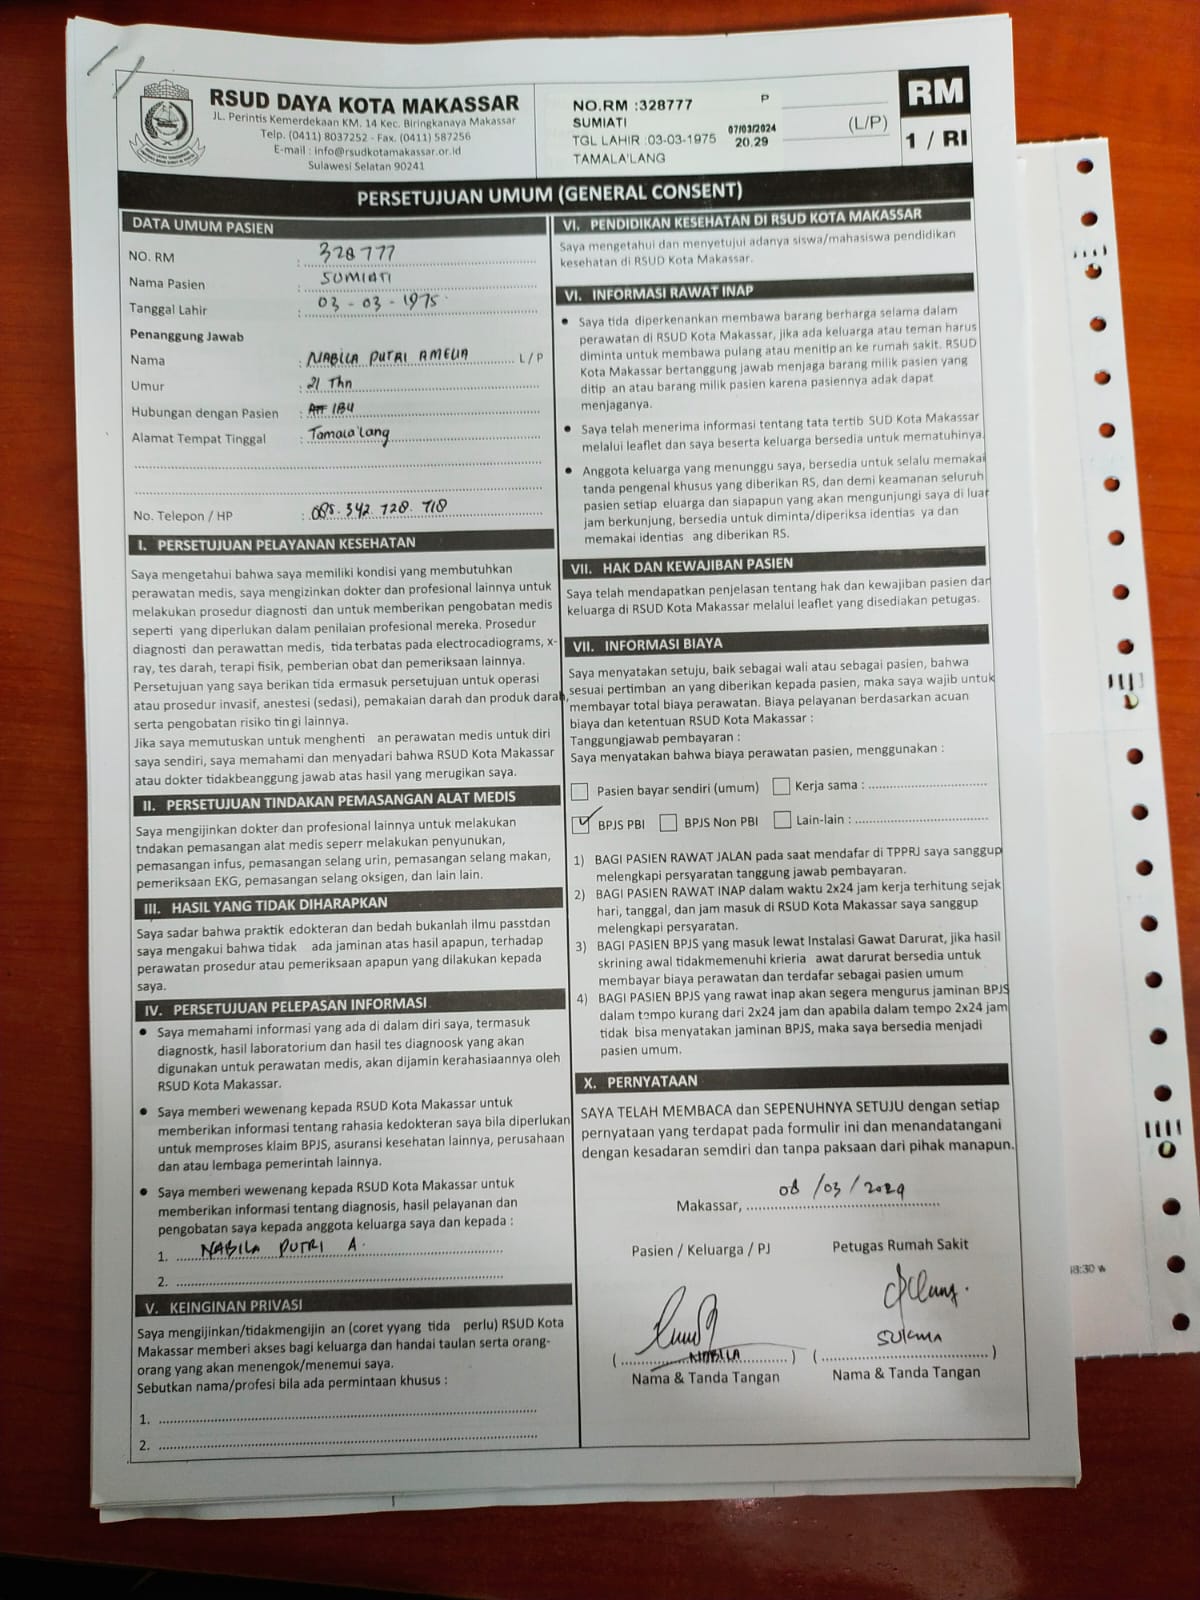 RSUD DAYA KOTA MAKASSAR
JL. Perintis Kemerdekaan KM. 14 Kec. Biringkanaya Makassar
Telp. (0411) 8037252 - Fax. (0411) 587256
E-mail : info@rsudkotamakassar.or.id
Sulawesi Selatan 90241
NO.RM :328777 P
SUMIATI 07/03/2024
TGL LAHIR :03-03-1975 20.29
TAMALA'LANG
(L/P)
RM
1 / RI
PERSETUJUAN UMUM (GENERAL CONSENT)
DATA UMUM PASIEN
NO. RM : 328777
Nama Pasien : SUMIATI
Tanggal Lahir : 03 - 03 - 1975
Penanggung Jawab
Nama : NABILA PUTRI AMELIA L / P
Umur : 21 Thn
Hubungan dengan Pasien : IBU
Alamat Tempat Tinggal : Tamala'lang
No. Telepon / HP : 085. 342 728 718
I. PERSETUJUAN PELAYANAN KESEHATAN
Saya mengetahui bahwa saya memiliki kondisi yang membutuhkan
perawatan medis, saya mengizinkan dokter dan profesional lainnya untuk
melakukan prosedur diagnosti dan untuk memberikan pengobatan medis
seperti yang diperlukan dalam penilaian profesional mereka. Prosedur
diagnosti dan perawattan medis, tida terbatas pada electrocadiograms, x-
ray, tes darah, terapi fisik, pemberian obat dan pemeriksaan lainnya.
Persetujuan yang saya berikan tida ermasuk persetujuan untuk operasi
atau prosedur invasif, anestesi (sedasi), pemakaian darah dan produk darah,
serta pengobatan risiko tingi lainnya.
Jika saya memutuskan untuk menghenti an perawatan medis untuk diri
saya sendiri, saya memahami dan menyadari bahwa RSUD Kota Makassar
atau dokter tidakbeanggung jawab atas hasil yang merugikan saya.
II. PERSETUJUAN TINDAKAN PEMASANGAN ALAT MEDIS
Saya mengijinkan dokter dan profesional lainnya untuk melakukan
tndakan pemasangan alat medis seperr melakukan penyunukan,
pemasangan infus, pemasangan selang urin, pemasangan selang makan,
pemeriksaan EKG, pemasangan selang oksigen, dan lain lain.
III. HASIL YANG TIDAK DIHARAPKAN
Saya sadar bahwa praktik edokteran dan bedah bukanlah ilmu passtdan
saya mengakui bahwa tidak ada jaminan atas hasil apapun, terhadap
perawatan prosedur atau pemeriksaan apapun yang dilakukan kepada
saya.
IV. PERSETUJUAN PELEPASAN INFORMASI
• Saya memahami informasi yang ada di dalam diri saya, termasuk
diagnostk, hasil laboratorium dan hasil tes diagnoosk yang akan
digunakan untuk perawatan medis, akan dijamin kerahasiaannya oleh
RSUD Kota Makassar.
• Saya memberi wewenang kepada RSUD Kota Makassar untuk
memberikan informasi tentang rahasia kedokteran saya bila diperlukan
untuk memproses klaim BPJS, asuransi kesehatan lainnya, perusahaan
dan atau lembaga pemerintah lainnya.
• Saya memberi wewenang kepada RSUD Kota Makassar untuk
memberikan informasi tentang diagnosis, hasil pelayanan dan
pengobatan saya kepada anggota keluarga saya dan kepada :
1. NABILA PUTRI A.
2.
V. KEINGINAN PRIVASI
Saya mengijinkan/tidakmengijin an (coret yyang tida perlu) RSUD Kota
Makassar memberi akses bagi keluarga dan handai taulan serta orang-
orang yang akan menengok/menemui saya.
Sebutkan nama/profesi bila ada permintaan khusus :
1.
2.
VI. PENDIDIKAN KESEHATAN DI RSUD KOTA MAKASSAR
Saya mengetahui dan menyetujui adanya siswa/mahasiswa pendidikan
kesehatan di RSUD Kota Makassar.
VI. INFORMASI RAWAT INAP
• Saya tida diperkenankan membawa barang berharga selama dalam
perawatan di RSUD Kota Makassar, jika ada keluarga atau teman harus
diminta untuk membawa pulang atau menitip an ke rumah sakit. RSUD
Kota Makassar bertanggung jawab menjaga barang milik pasien yang
ditip an atau barang milik pasien karena pasiennya adak dapat
menjaganya.
• Saya telah menerima informasi tentang tata tertib SUD Kota Makassar
melalui leaflet dan saya beserta keluarga bersedia untuk mematuhinya.
• Anggota keluarga yang menunggu saya, bersedia untuk selalu memakai
tanda pengenal khusus yang diberikan RS, dan demi keamanan seluruh
pasien setiap eluarga dan siapapun yang akan mengunjungi saya di luar
jam berkunjung, bersedia untuk diminta/diperiksa identias ya dan
memakai identias ang diberikan RS.
VII. HAK DAN KEWAJIBAN PASIEN
Saya telah mendapatkan penjelasan tentang hak dan kewajiban pasien dan
keluarga di RSUD Kota Makassar melalui leaflet yang disediakan petugas.
VII. INFORMASI BIAYA
Saya menyatakan setuju, baik sebagai wali atau sebagai pasien, bahwa
sesuai pertimban an yang diberikan kepada pasien, maka saya wajib untuk
membayar total biaya perawatan. Biaya pelayanan berdasarkan acuan
biaya dan ketentuan RSUD Kota Makassar :
Tanggungjawab pembayaran :
Saya menyatakan bahwa biaya perawatan pasien, menggunakan :
Pasien bayar sendiri (umum) Kerja sama :
BPJS PBI BPJS Non PBI Lain-lain :
1) BAGI PASIEN RAWAT JALAN pada saat mendafar di TPPRJ saya sanggup
melengkapi persyaratan tanggung jawab pembayaran.
2) BAGI PASIEN RAWAT INAP dalam waktu 2x24 jam kerja terhitung sejak
hari, tanggal, dan jam masuk di RSUD Kota Makassar saya sanggup
melengkapi persyaratan.
3) BAGI PASIEN BPJS yang masuk lewat Instalasi Gawat Darurat, jika hasil
skrining awal tidakmemenuhi krieria awat darurat bersedia untuk
membayar biaya perawatan dan terdafar sebagai pasien umum
4) BAGI PASIEN BPJS yang rawat inap akan segera mengurus jaminan BPJS
dalam tempo kurang dari 2x24 jam dan apabila dalam tempo 2x24 jam
tidak bisa menyatakan jaminan BPJS, maka saya bersedia menjadi
pasien umum.
X. PERNYATAAN
SAYA TELAH MEMBACA dan SEPENUHNYA SETUJU dengan setiap
pernyataan yang terdapat pada formulir ini dan menandatangani
dengan kesadaran semdiri dan tanpa paksaan dari pihak manapun.
Makassar, 08 /03 / 2024
Pasien / Keluarga / PJ Petugas Rumah Sakit
(NABILA) (SUKMA)
Nama & Tanda Tangan Nama & Tanda Tangan